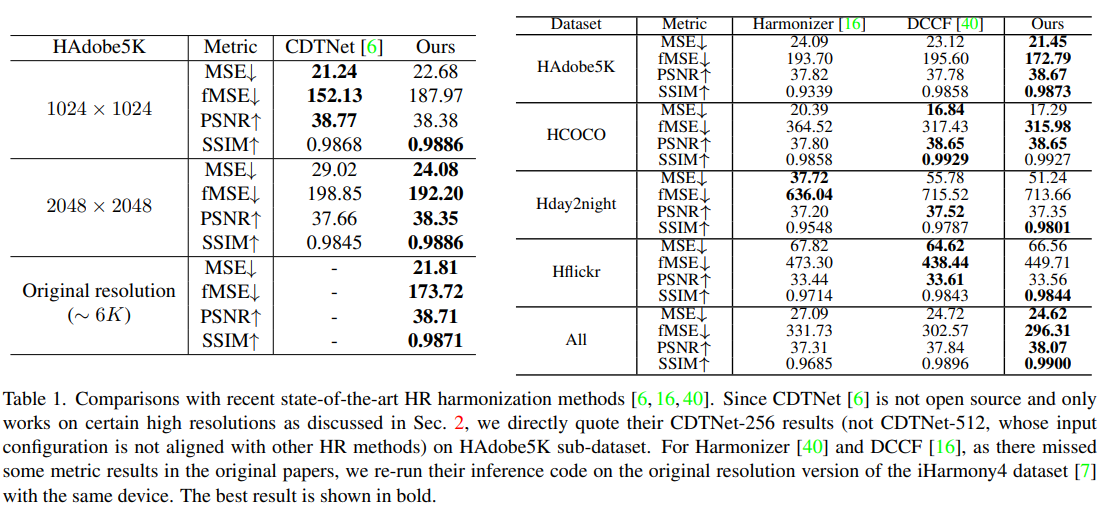 HAdobe5K Metric CDTNet [6] Ours
1024 × 1024
MSE↓ 21.24 22.68
fMSE↓ 152.13 187.97
PSNR↑ 38.77 38.38
SSIM↑ 0.9868 0.9886
2048 × 2048
MSE↓ 29.02 24.08
fMSE↓ 198.85 192.20
PSNR↑ 37.66 38.35
SSIM↑ 0.9845 0.9886
Original resolution
(∼ 6K)
MSE↓ - 21.81
fMSE↓ - 173.72
PSNR↑ - 38.71
SSIM↑ - 0.9871
Dataset Metric Harmonizer [16] DCCF [40] Ours
HAdobe5K
MSE↓ 24.09 23.12 21.45
fMSE↓ 193.70 195.60 172.79
PSNR↑ 37.82 37.78 38.67
SSIM↑ 0.9339 0.9858 0.9873
HCOCO
MSE↓ 20.39 16.84 17.29
fMSE↓ 364.52 317.43 315.98
PSNR↑ 37.80 38.65 38.65
SSIM↑ 0.9858 0.9929 0.9927
Hday2night
MSE↓ 37.72 55.78 51.24
fMSE↓ 636.04 715.52 713.66
PSNR↑ 37.20 37.52 37.35
SSIM↑ 0.9548 0.9787 0.9801
Hflickr
MSE↓ 67.82 64.62 66.56
fMSE↓ 473.30 438.44 449.71
PSNR↑ 33.44 33.61 33.56
SSIM↑ 0.9714 0.9843 0.9844
All
MSE↓ 27.09 24.72 24.62
fMSE↓ 331.73 302.57 296.31
PSNR↑ 37.31 37.84 38.07
SSIM↑ 0.9685 0.9896 0.9900
Table 1. Comparisons with recent state-of-the-art HR harmonization methods [6, 16, 40]. Since CDTNet [6] is not open source and only
works on certain high resolutions as discussed in Sec. 2, we directly quote their CDTNet-256 results (not CDTNet-512, whose input
configuration is not aligned with other HR methods) on HAdobe5K sub-dataset. For Harmonizer [40] and DCCF [16], as there missed
some metric results in the original papers, we re-run their inference code on the original resolution version of the iHarmony4 dataset [7]
with the same device. The best result is shown in bold.